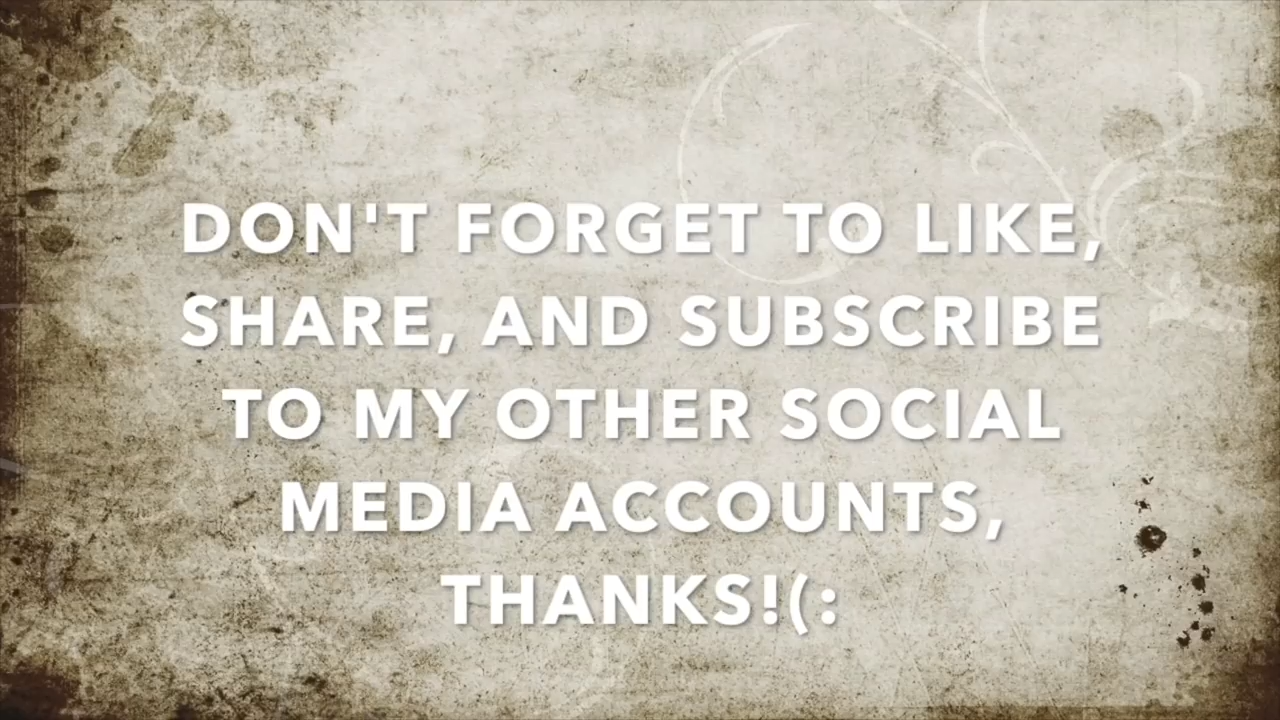 DON'T FORGET TO LIKE,
SHARE, AND SUBSCRIBE
TO MY OTHER SOCIAL
MEDIA ACCOUNTS,
THANKS!(: